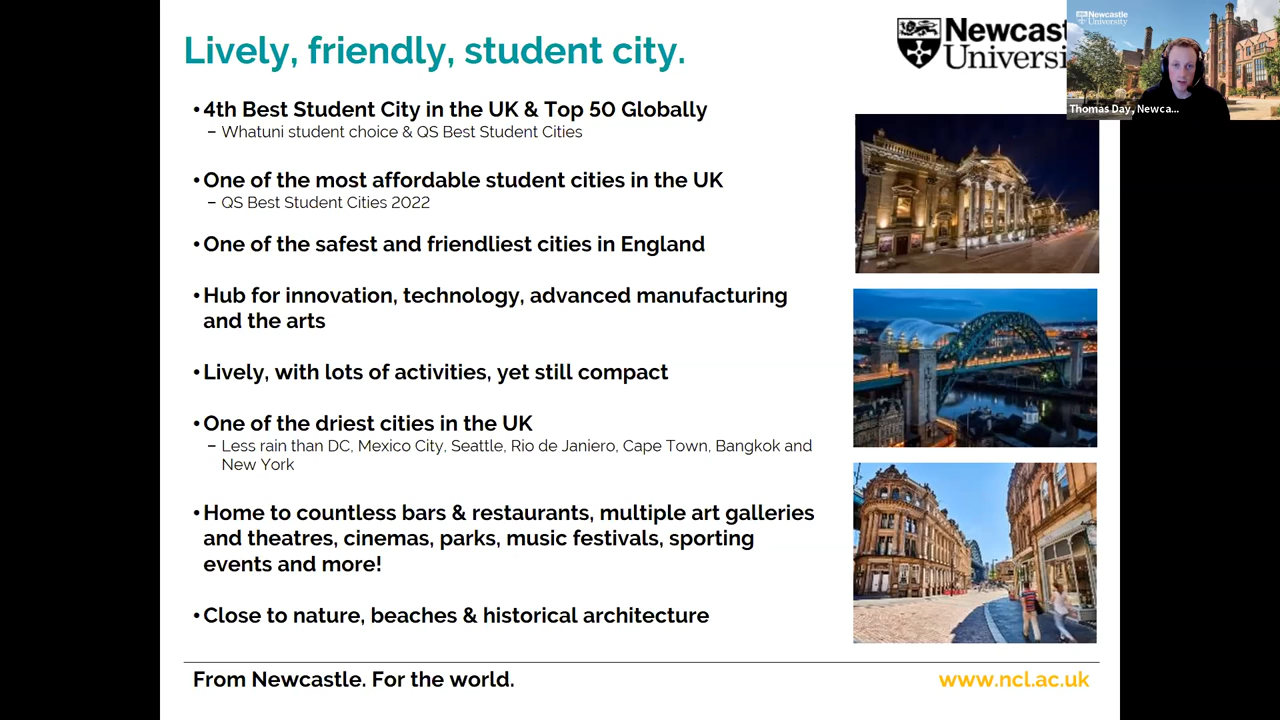 Lively, friendly, student city.
Newcast
Universi
Newcastle
University
Thomas Day, Newca...
• 4th Best Student City in the UK & Top 50 Globally
– Whatuni student choice & QS Best Student Cities
• One of the most affordable student cities in the UK
– QS Best Student Cities 2022
• One of the safest and friendliest cities in England
• Hub for innovation, technology, advanced manufacturing
and the arts
• Lively, with lots of activities, yet still compact
• One of the driest cities in the UK
– Less rain than DC, Mexico City, Seattle, Rio de Janiero, Cape Town, Bangkok and
New York
• Home to countless bars & restaurants, multiple art galleries
and theatres, cinemas, parks, music festivals, sporting
events and more!
• Close to nature, beaches & historical architecture
From Newcastle. For the world.
www.ncl.ac.uk